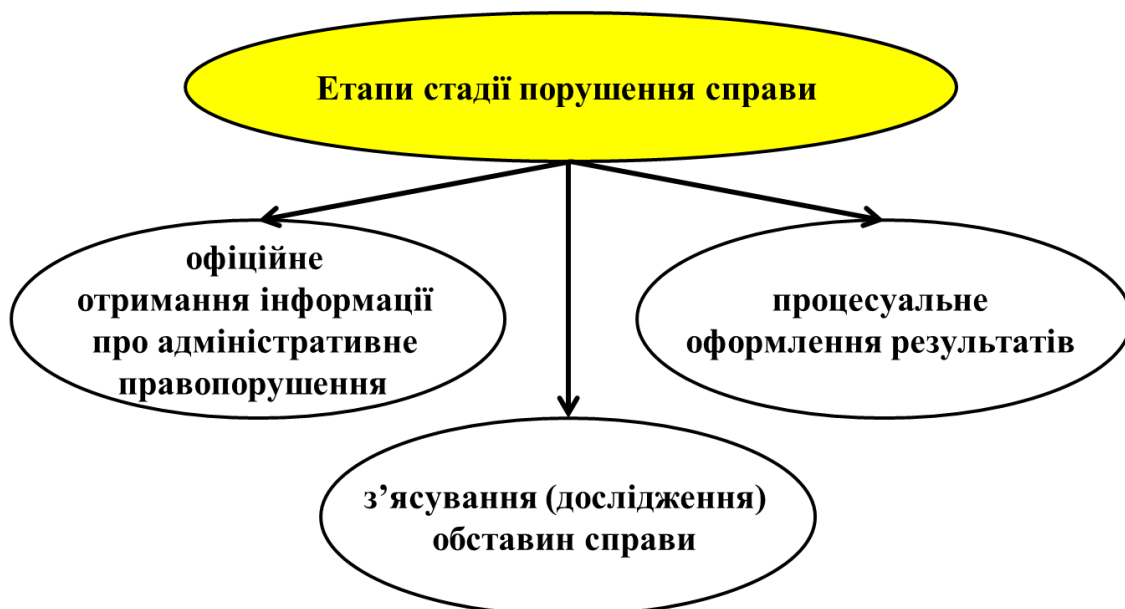 Етапи стадії порушення справи
офіційне
отримання інформації
про адміністративне
правопорушення
процесуальне
оформлення результатів
з’ясування (дослідження)
обставин справи